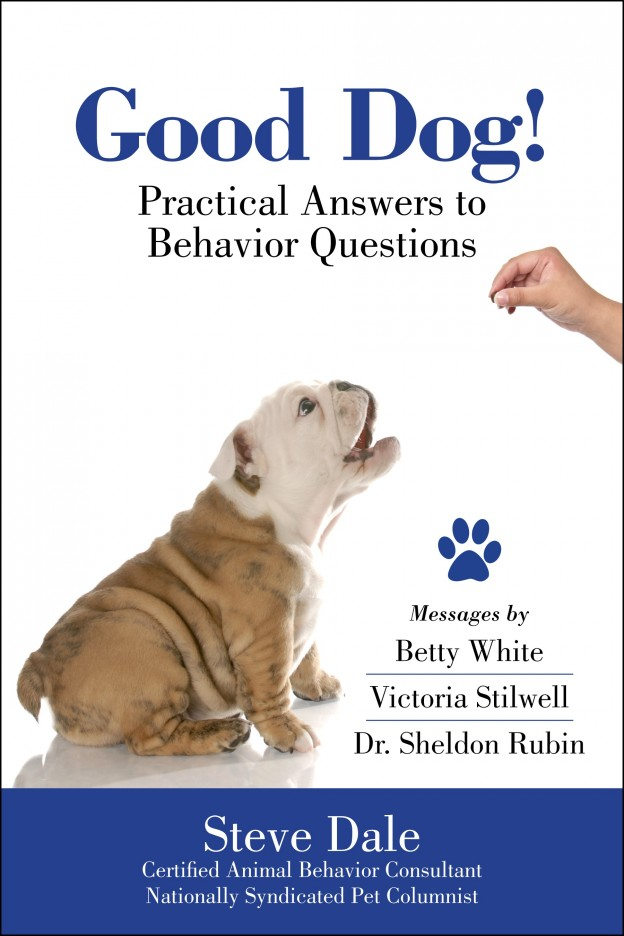 Good Dog!
Practical Answers to
Behavior Questions
Messages by
Betty White
Victoria Stilwell
Dr. Sheldon Rubin
Steve Dale
Certified Animal Behavior Consultant
Nationally Syndicated Pet Columnist